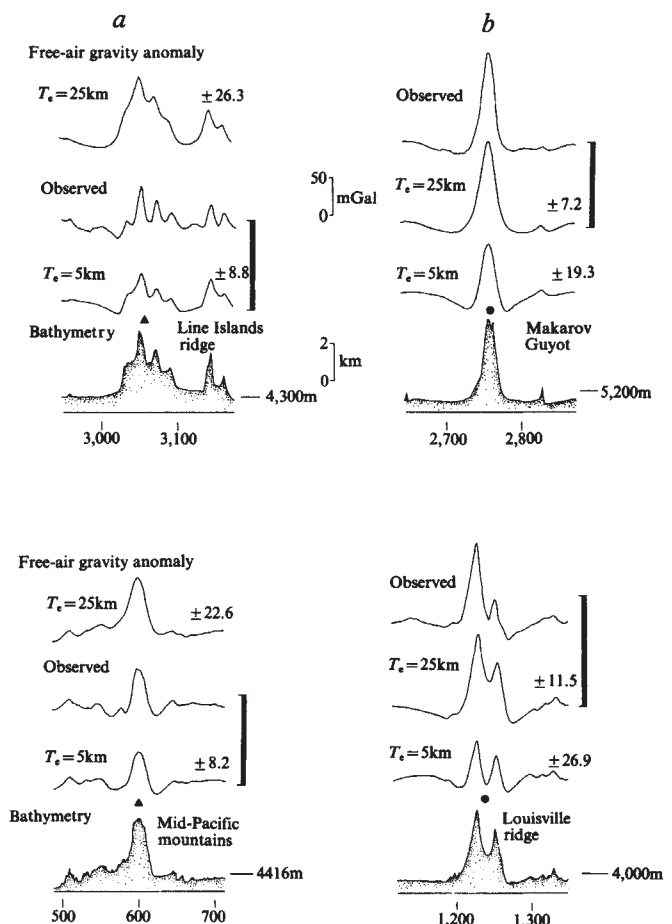 a
Free-air gravity anomaly
Te = 25km
± 26.3
Observed
Te = 5km
± 8.8
Bathymetry
Line Islands
ridge
4,300m
3,000 3,100
50
0
mGal
2
0
km
b
Observed
Te = 25km
± 7.2
Te = 5km
± 19.3
Makarov
Guyot
5,200m
2,700 2,800
Free-air gravity anomaly
Te = 25km
± 22.6
Observed
Te = 5km
± 8.2
Bathymetry
Mid-Pacific
mountains
4416m
500 600 700
Observed
Te = 25km
± 11.5
Te = 5km
± 26.9
Louisville
ridge
4,000m
1,200 1,300